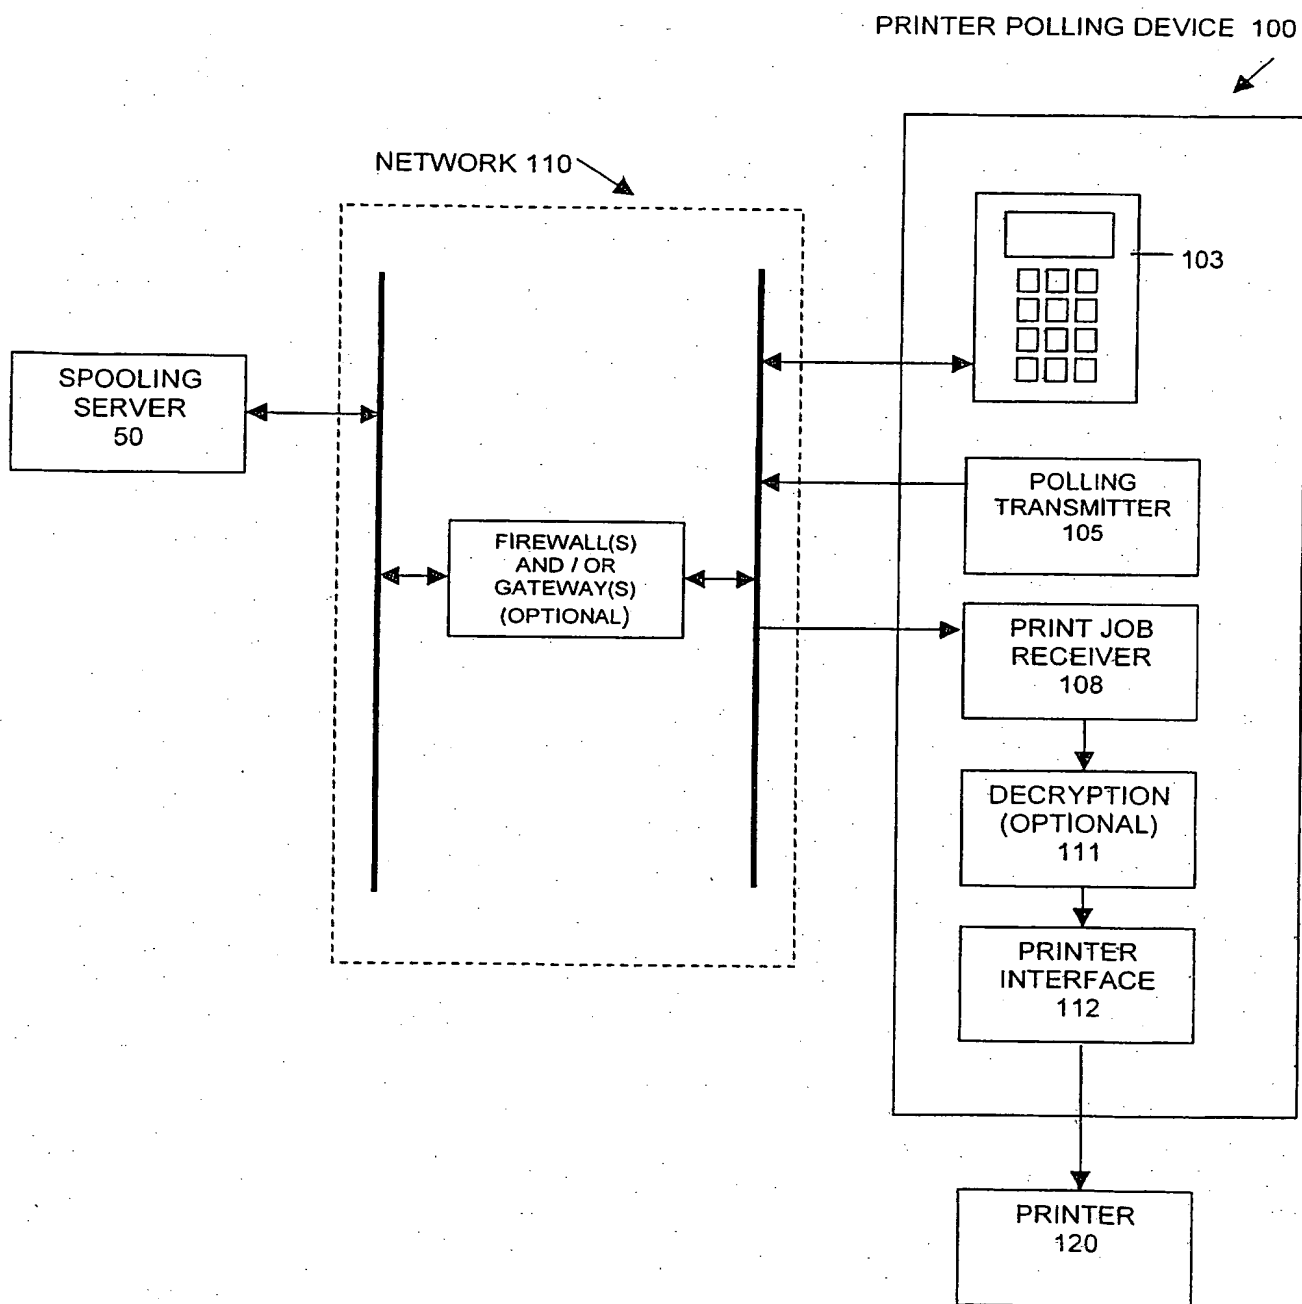 PRINTER POLLING DEVICE 100
NETWORK 110
103
SPOOLING
SERVER
50
POLLING
TRANSMITTER
105
FIREWALL(S)
AND / OR
GATEWAY(S)
(OPTIONAL)
PRINT JOB
RECEIVER
108
DECRYPTION
(OPTIONAL)
111
PRINTER
INTERFACE
112
PRINTER
120